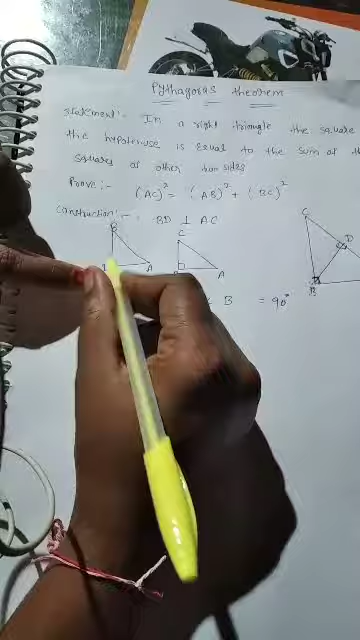 Pythagoras theorem
Statement:- In a right triangle the square
the hypotenuse is equal to the sum of the
squares of other two sides
Prove:- (AC)² = (AB)² + (BC)²
Construction:- BD ⊥ AC
C
C
C
D
A
A
B
B = 90°